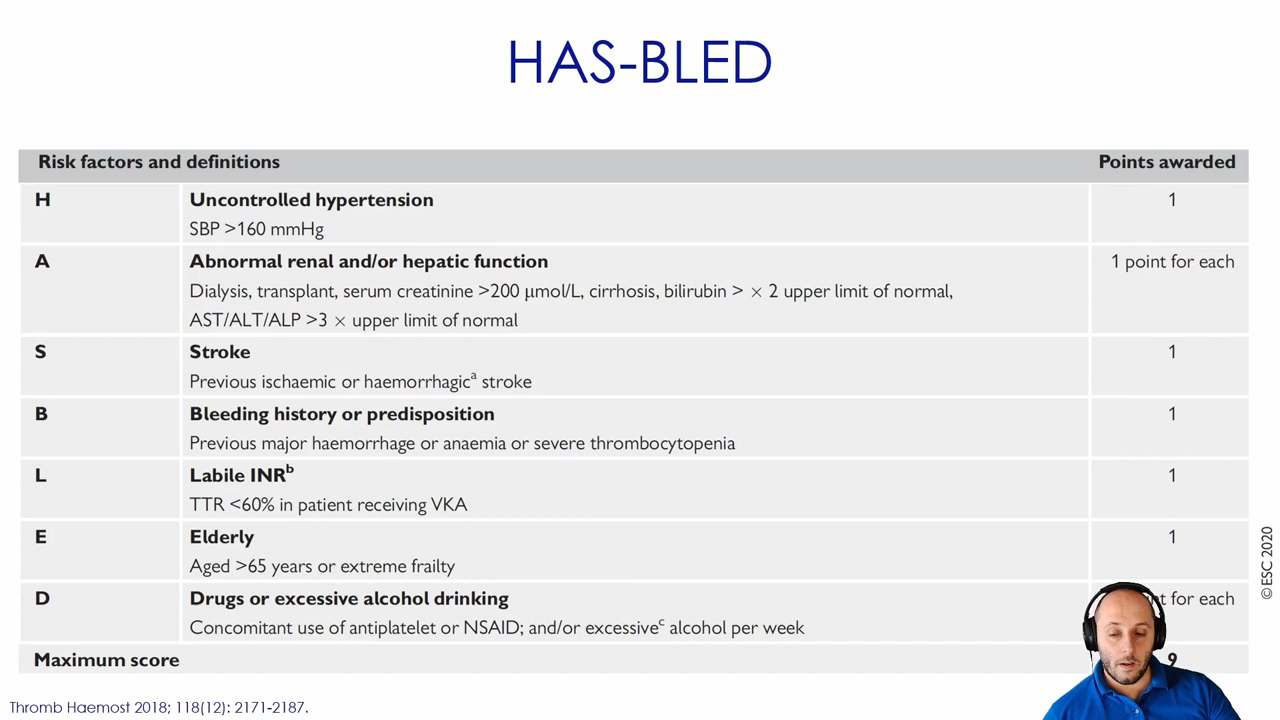 HAS-BLED
Risk factors and definitions Points awarded
H Uncontrolled hypertension 1
SBP >160 mmHg
A Abnormal renal and/or hepatic function 1 point for each
Dialysis, transplant, serum creatinine >200 μmol/L, cirrhosis, bilirubin > × 2 upper limit of normal,
AST/ALT/ALP >3 × upper limit of normal
S Stroke 1
Previous ischaemic or haemorrhagicᵃ stroke
B Bleeding history or predisposition 1
Previous major haemorrhage or anaemia or severe thrombocytopenia
L Labile INRᵇ 1
TTR <60% in patient receiving VKA
E Elderly 1
Aged >65 years or extreme frailty
D Drugs or excessive alcohol drinking for each
Concomitant use of antiplatelet or NSAID; and/or excessiveᶜ alcohol per week
Maximum score 9
© ESC 2020
Thromb Haemost 2018; 118(12): 2171-2187.